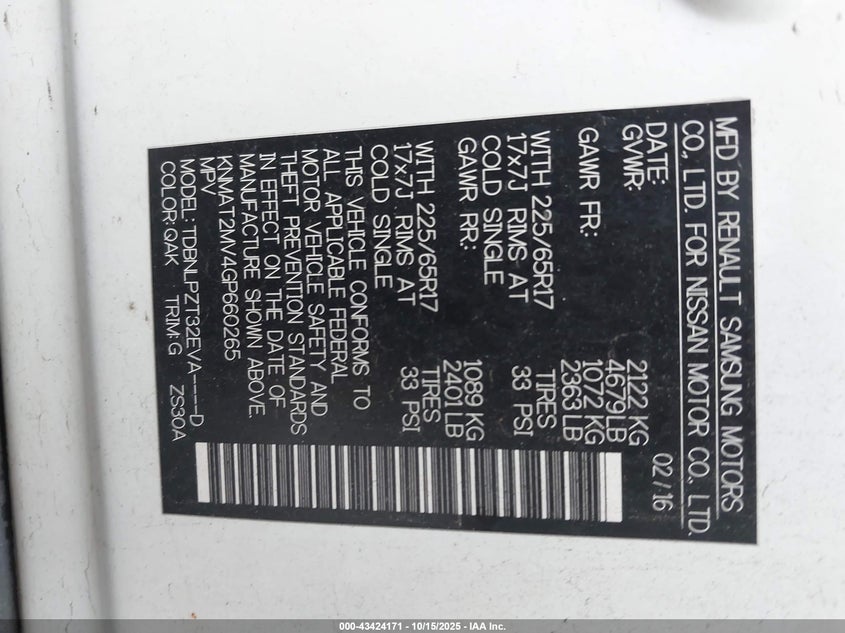 MFD BY RENAULT SAMSUNG MOTORS
CO., LTD. FOR NISSAN MOTOR CO., LTD.
DATE: 02/16
GVWR: 2122 KG
4679 LB
GAWR FR: 1072 KG
2363 LB
WITH 225/65R17 TIRES
17x7J RIMS AT 33 PSI
COLD SINGLE
GAWR RR: 1089 KG
2401 LB
WITH 225/65R17 TIRES
17x7J RIMS AT 33 PSI
COLD SINGLE
THIS VEHICLE CONFORMS TO
ALL APPLICABLE FEDERAL
MOTOR VEHICLE SAFETY AND
THEFT PREVENTION STANDARDS
IN EFFECT ON THE DATE OF
MANUFACTURE SHOWN ABOVE.
KNMAT2MV4GP660265
MPV
MODEL: TDBNLPZT32EVA----D
COLOR: QAK TRIM: G ZS30A
000-43424171 - 10/15/2025 - IAA Inc.